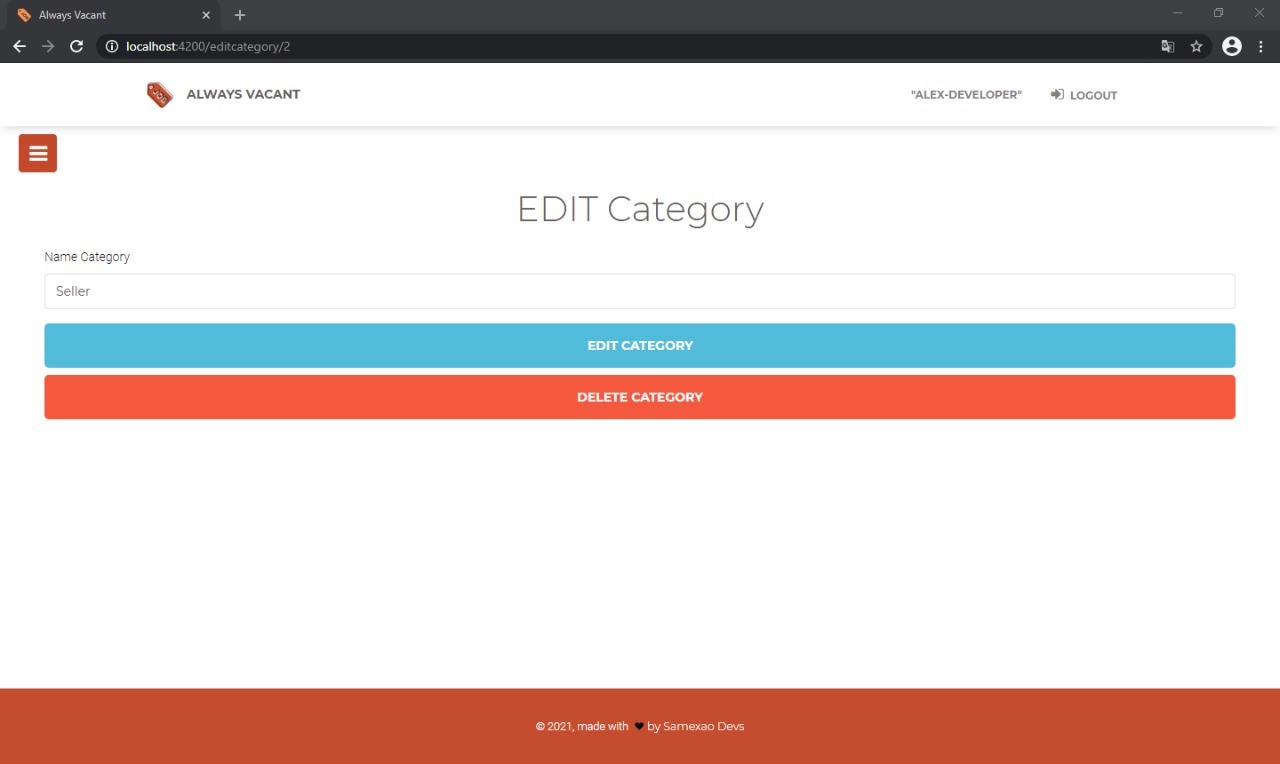 Always Vacant
localhost:4200/editcategory/2
ALWAYS VACANT
"ALEX-DEVELOPER"
LOGOUT
EDIT Category
Name Category
Seller
EDIT CATEGORY
DELETE CATEGORY
© 2021, made with ♥ by Samexao Devs